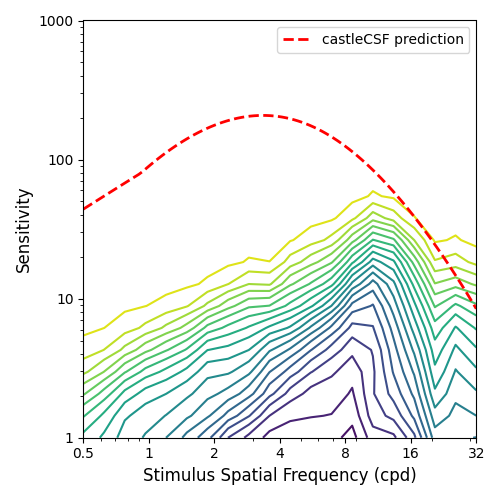 1000
castleCSF prediction
100
Sensitivity
10
1
0.5 1 2 4 8 16 32
Stimulus Spatial Frequency (cpd)